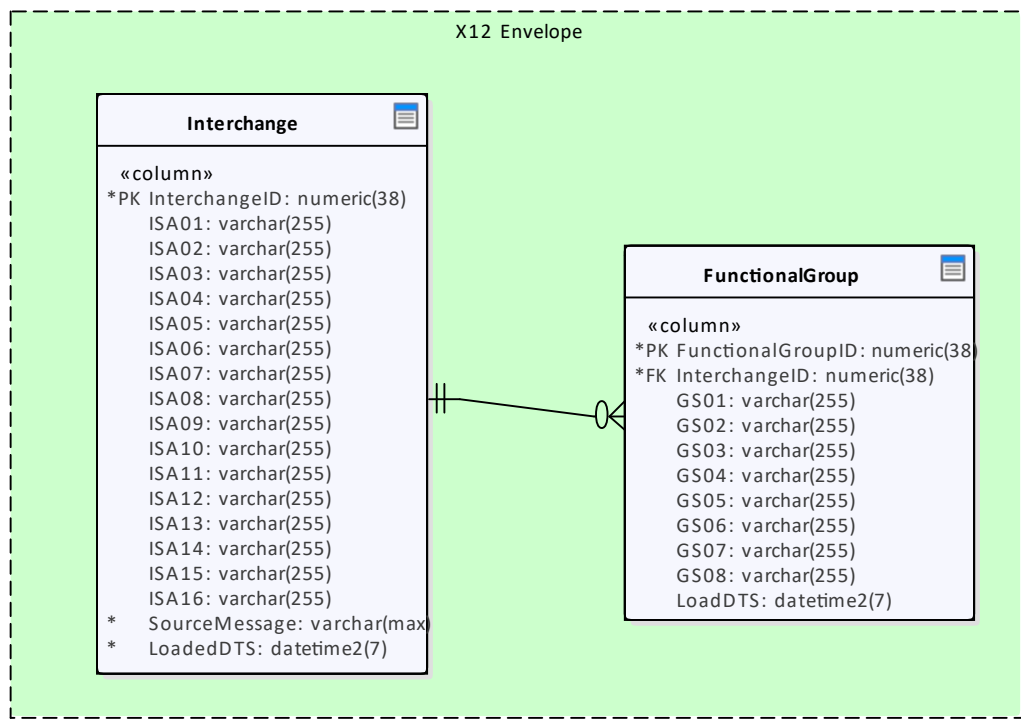 X12 Envelope
Interchange
«column»
*PK InterchangeID: numeric(38)
ISA01: varchar(255)
ISA02: varchar(255)
ISA03: varchar(255)
ISA04: varchar(255)
ISA05: varchar(255)
ISA06: varchar(255)
ISA07: varchar(255)
ISA08: varchar(255)
ISA09: varchar(255)
ISA10: varchar(255)
ISA11: varchar(255)
ISA12: varchar(255)
ISA13: varchar(255)
ISA14: varchar(255)
ISA15: varchar(255)
ISA16: varchar(255)
* SourceMessage: varchar(max)
* LoadedDTS: datetime2(7)
FunctionalGroup
«column»
*PK FunctionalGroupID: numeric(38)
*FK InterchangeID: numeric(38)
GS01: varchar(255)
GS02: varchar(255)
GS03: varchar(255)
GS04: varchar(255)
GS05: varchar(255)
GS06: varchar(255)
GS07: varchar(255)
GS08: varchar(255)
LoadDTS: datetime2(7)